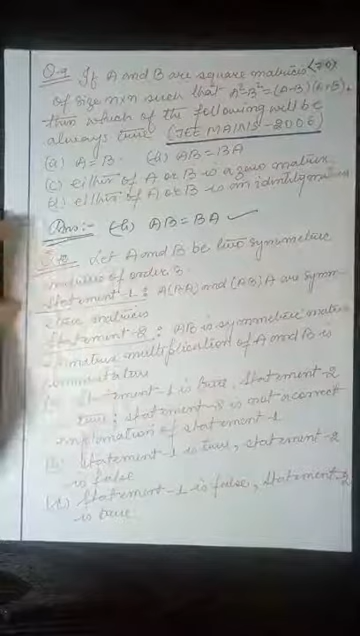 Q-9 If A and B are square matrices (20)
of size n×n such that A²-B²=(A-B)(A+B),
then which of the following will be
always true (JEE MAINS-2006)
(a) A=B. (b) AB=BA
(c) either of A or B is a zero matrix
(d) either of A or B is an identity matrix
Ans:- (b) AB=BA
Let A and B be two symmetric
matrices of order 3.
Statement-1: A(BA) and (AB)A are symm-
etric matrices
Statement-2: AB is symmetric matrix
matrix multiplication of A and B is
commutative
Statement-1 is true, Statement-2
true; statement-2 is not a correct
explanation of statement-1
(b) Statement-1 is true, statement-2
is false
Statement-1 is false, Statement-2
is true